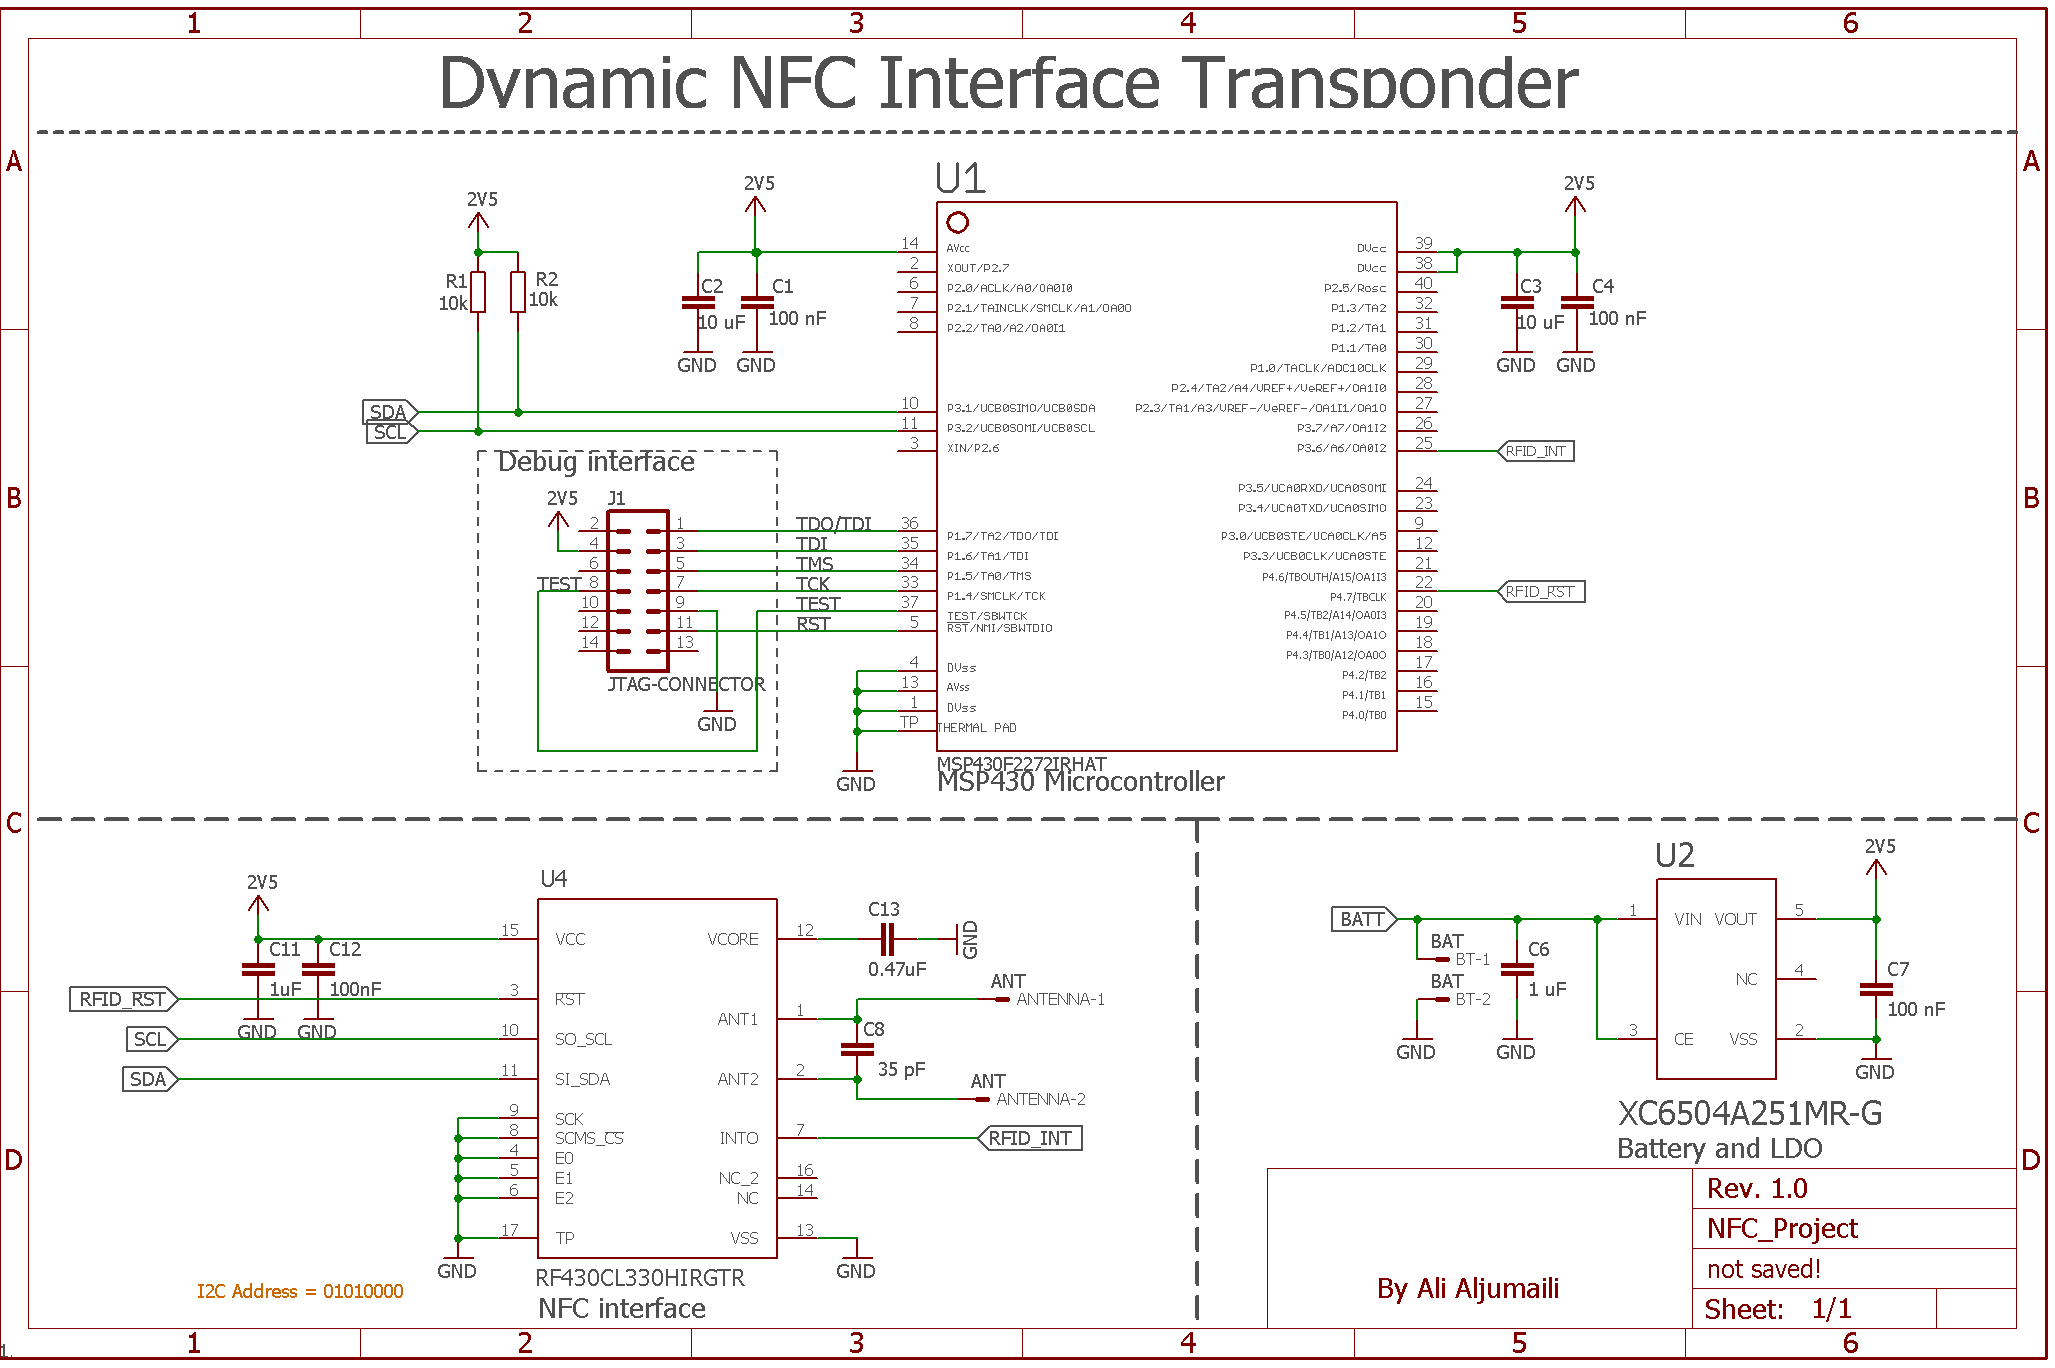 1 2 3 4 5 6
Dynamic NFC Interface Transponder
A A
U1
2V5
2V5
2V5
R1
10k
R2
10k
C2
10 uF
C1
100 nF
GND GND
C3
10 uF
C4
100 nF
GND GND
14 AVcc
2 XOUT/P2.7
6 P2.0/ACLK/A0/OA0I0
7 P2.1/TAINCLK/SMCLK/A1/OA0O
8 P2.2/TA0/A2/OA0I1
10 P3.1/UCB0SIMO/UCB0SDA
11 P3.2/UCB0SOMI/UCB0SCL
3 XIN/P2.6
36 P1.7/TA2/TDO/TDI
35 P1.6/TA1/TDI
34 P1.5/TA0/TMS
33 P1.4/SMCLK/TCK
37 TEST/SBWTCK
5 RST/NMI/SBWTDIO
4 DVss
13 AVss
1 DVss
TP THERMAL PAD
GND
DVcc 39
DVcc 38
P2.5/Rosc 40
P1.3/TA2 32
P1.2/TA1 31
P1.1/TA0 30
P1.0/TACLK/ADC10CLK 29
P2.4/TA2/A4/VREF+/VeREF+/OA1I0 28
P2.3/TA1/A3/VREF-/VeREF-/OA1I1/OA1O 27
P3.7/A7/OA1I2 26
P3.6/A6/OA0I2 25 RFID_INT
P3.5/UCA0RXD/UCA0SOMI 24
P3.4/UCA0TXD/UCA0SIMO 23
P3.0/UCB0STE/UCA0CLK/A5 9
P3.3/UCB0CLK/UCA0STE 12
P4.6/TBOUTH/A15/OA1I3 21
P4.7/TBCLK 22 RFID_RST
P4.5/TB2/A14/OA0I3 20
P4.4/TB1/A13/OA1O 19
P4.3/TB0/A12/OA0O 18
P4.2/TB2 17
P4.1/TB1 16
P4.0/TB0 15
MSP430F2272IRHAT
MSP430 Microcontroller
SDA
SCL
Debug interface
2V5 J1
2 1 TDO/TDI
4 3 TDI
6 5 TMS
TEST 8 7 TCK
10 9 TEST
12 11 RST
14 13
JTAG-CONNECTOR
GND
B B
C C
U4
2V5
C11
1uF
C12
100nF
GND GND
RFID_RST
SCL
SDA
15 VCC
3 RST
10 SO_SCL
11 SI_SDA
9 SCK
8 SCMS_CS
4 E0
5 E1
6 E2
17 TP
GND
VCORE 12
ANT1 1
ANT2 2
INTO 7
NC_2 16
NC 14
VSS 13
GND
C13
0.47uF
GND
ANT
ANTENNA-1
C8
35 pF
ANT
ANTENNA-2
RFID_INT
RF430CL330HIRGTR
NFC interface
I2C Address = 01010000
U2
2V5
BATT
BAT
BT-1
BAT
BT-2
GND
C6
1 uF
GND
1 VIN VOUT 5
NC 4
3 CE VSS 2
C7
100 nF
GND
XC6504A251MR-G
Battery and LDO
D D
Rev. 1.0
NFC_Project
not saved!
By Ali Aljumaili
Sheet: 1/1
1 2 3 4 5 6